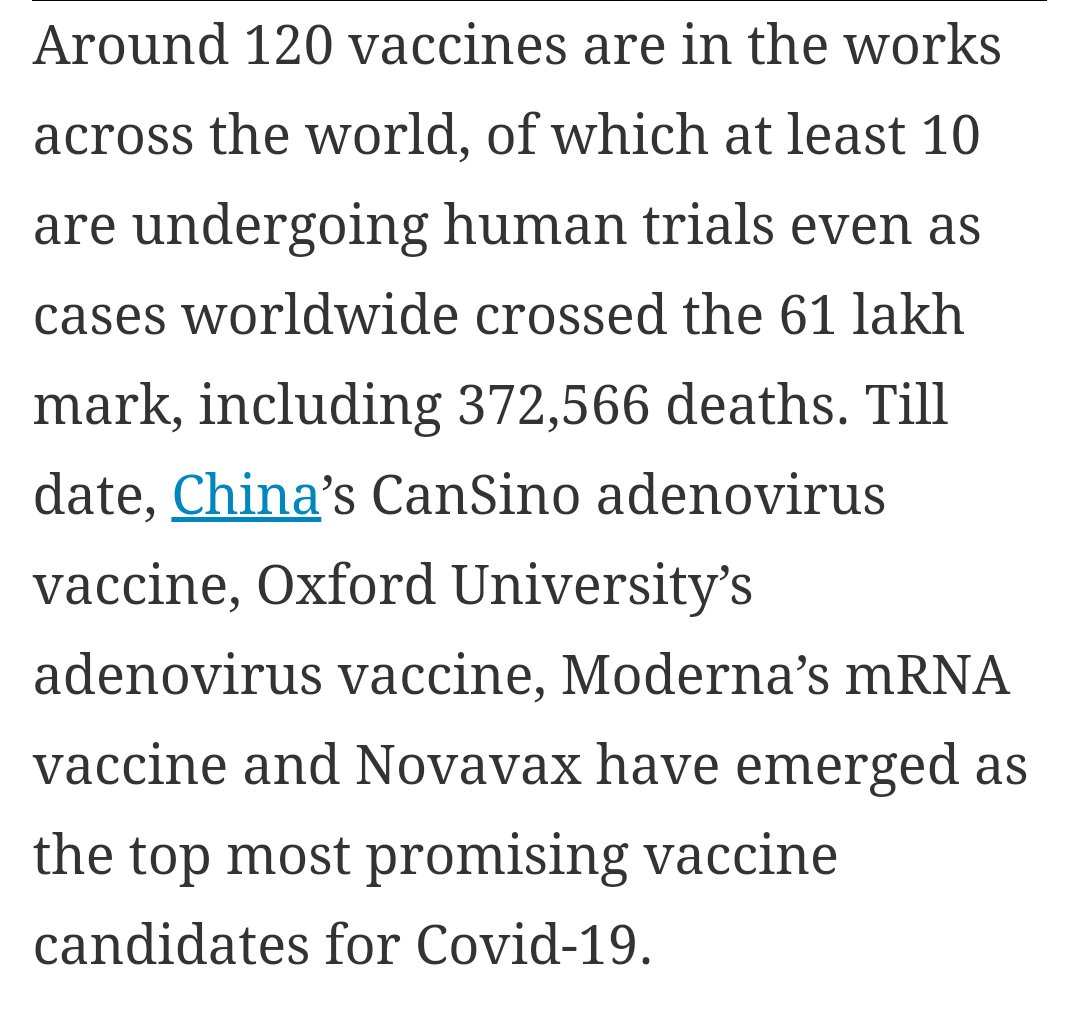 Around 120 vaccines are in the works
across the world, of which at least 10
are undergoing human trials even as
cases worldwide crossed the 61 lakh
mark, including 372,566 deaths. Till
date, China’s CanSino adenovirus
vaccine, Oxford University’s
adenovirus vaccine, Moderna’s mRNA
vaccine and Novavax have emerged as
the top most promising vaccine
candidates for Covid-19.